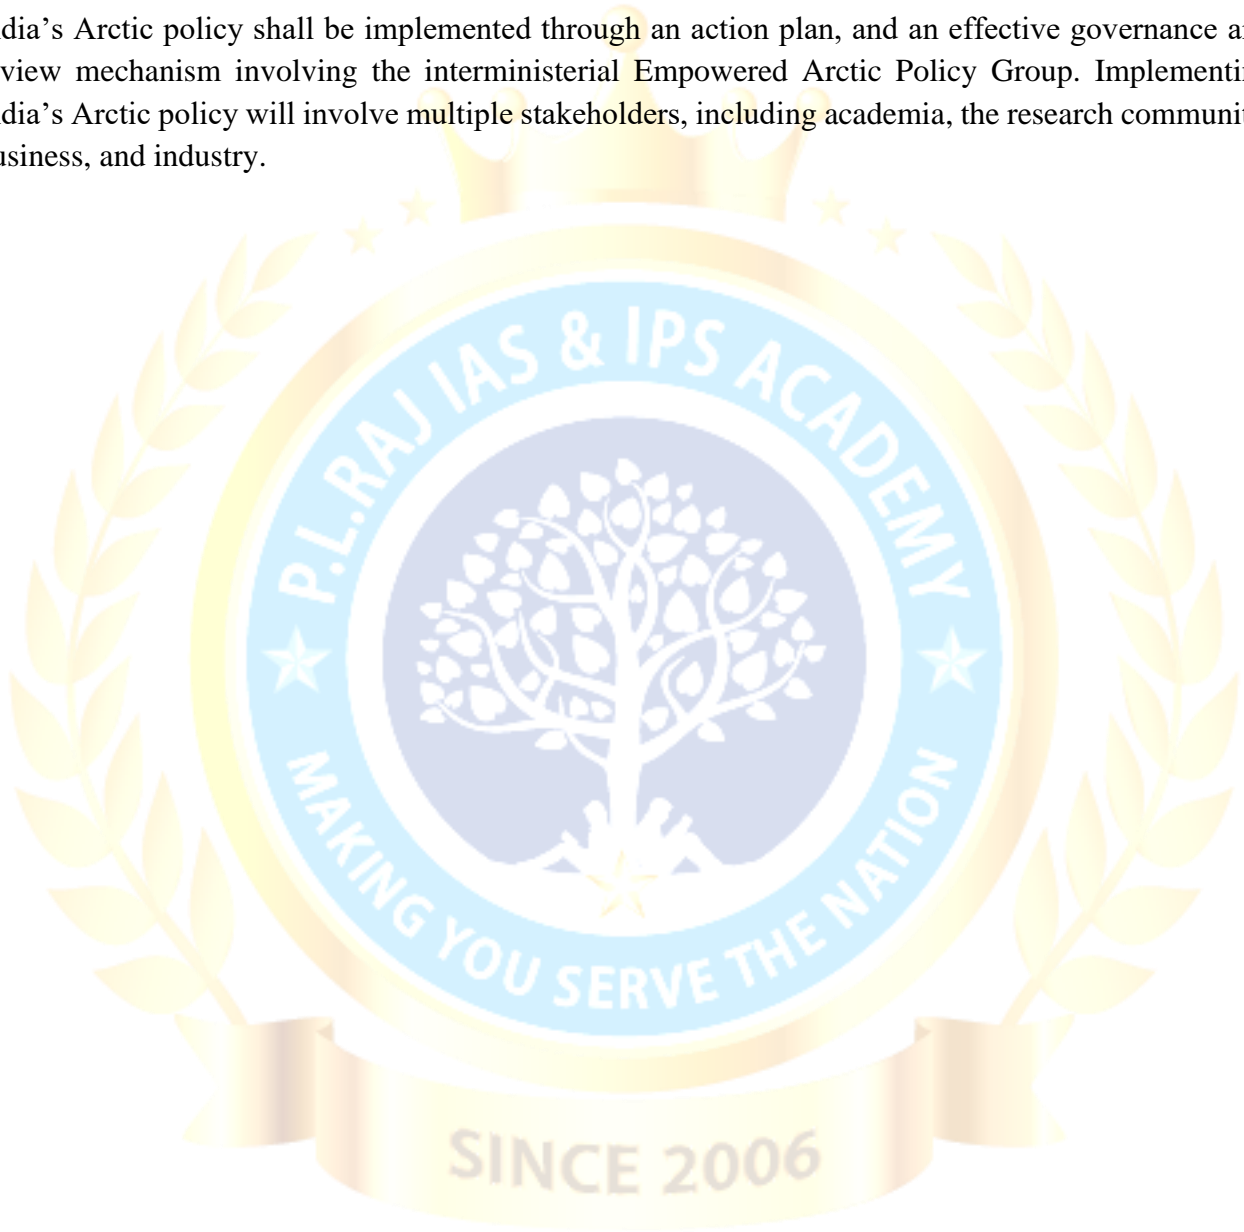 dia’s Arctic policy shall be implemented through an action plan, and an effective governance a
view mechanism involving the interministerial Empowered Arctic Policy Group. Implementi
dia’s Arctic policy will involve multiple stakeholders, including academia, the research communit
usiness, and industry.
P.L.RAJ IAS & IPS ACADEMY
MAKING YOU SERVE THE NATION
SINCE 2006